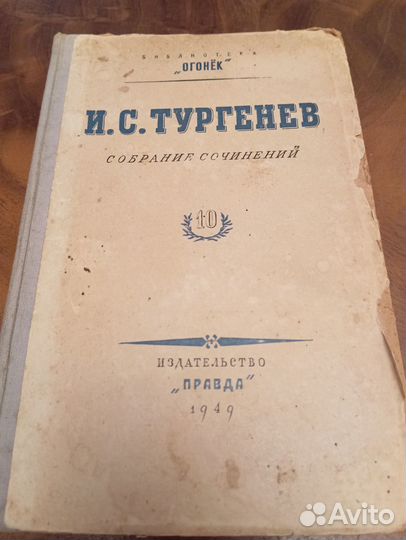 БИБЛИОТЕКА
„ОГОНЁК"
И.С. ТУРГЕНЕВ
СОБРАНИЕ СОЧИНЕНИЙ
10
ИЗДАТЕЛЬСТВО
„ПРАВДА"
1949
Avito